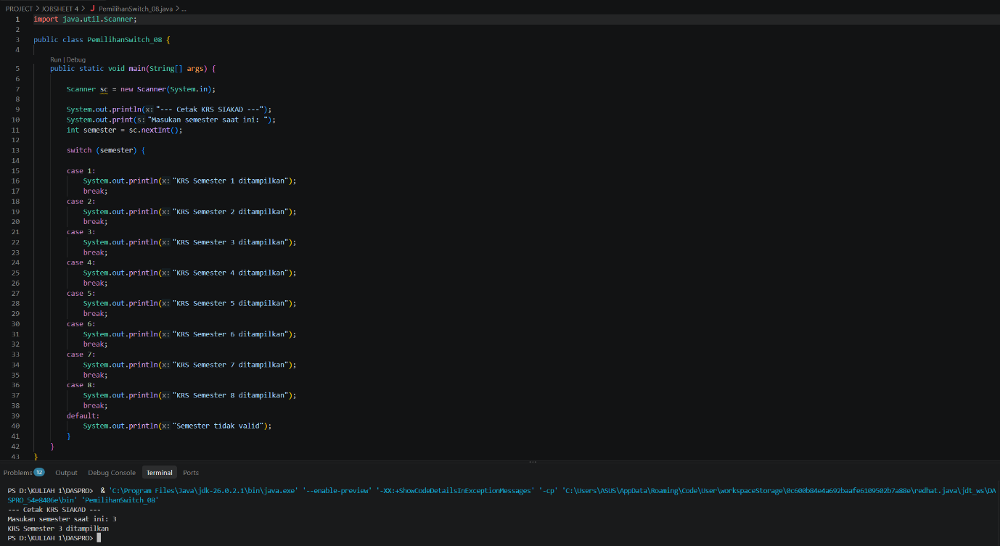 PROJECT > JOBSHEET 4 > J PemilihanSwitch_08.java > ...
1 import java.util.Scanner;
2
3 public class PemilihanSwitch_08 {
4
Run | Debug
5 public static void main(String[] args) {
6
7 Scanner sc = new Scanner(System.in);
8
9 System.out.println(x: "--- Cetak KRS SIAKAD ---");
10 System.out.print(s: "Masukan semester saat ini: ");
11 int semester = sc.nextInt();
12
13 switch (semester) {
14
15 case 1:
16 System.out.println(x: "KRS Semester 1 ditampilkan");
17 break;
18 case 2:
19 System.out.println(x: "KRS Semester 2 ditampilkan");
20 break;
21 case 3:
22 System.out.println(x: "KRS Semester 3 ditampilkan");
23 break;
24 case 4:
25 System.out.println(x: "KRS Semester 4 ditampilkan");
26 break;
27 case 5:
28 System.out.println(x: "KRS Semester 5 ditampilkan");
29 break;
30 case 6:
31 System.out.println(x: "KRS Semester 6 ditampilkan");
32 break;
33 case 7:
34 System.out.println(x: "KRS Semester 7 ditampilkan");
35 break;
36 case 8:
37 System.out.println(x: "KRS Semester 8 ditampilkan");
38 break;
39 default:
40 System.out.println(x: "Semester tidak valid");
41 }
42 }
43 }
Problems 12 Output Debug Console Terminal Ports
PS D:\KULIAH 1\DASPRO> & 'C:\Program Files\Java\jdk-26.0.2.1\bin\java.exe' '--enable-preview' '-XX:+ShowCodeDetailsInExceptionMessages' '-cp' 'C:\Users\ASUS\AppData\Roaming\Code\User\workspaceStorage\0c600b84e4a692baafe6109502b7a88e\redhat.java\jdt_ws\DA
SPRO_54e8406e\bin' 'PemilihanSwitch_08'
--- Cetak KRS SIAKAD ---
Masukan semester saat ini: 3
KRS Semester 3 ditampilkan
PS D:\KULIAH 1\DASPRO>